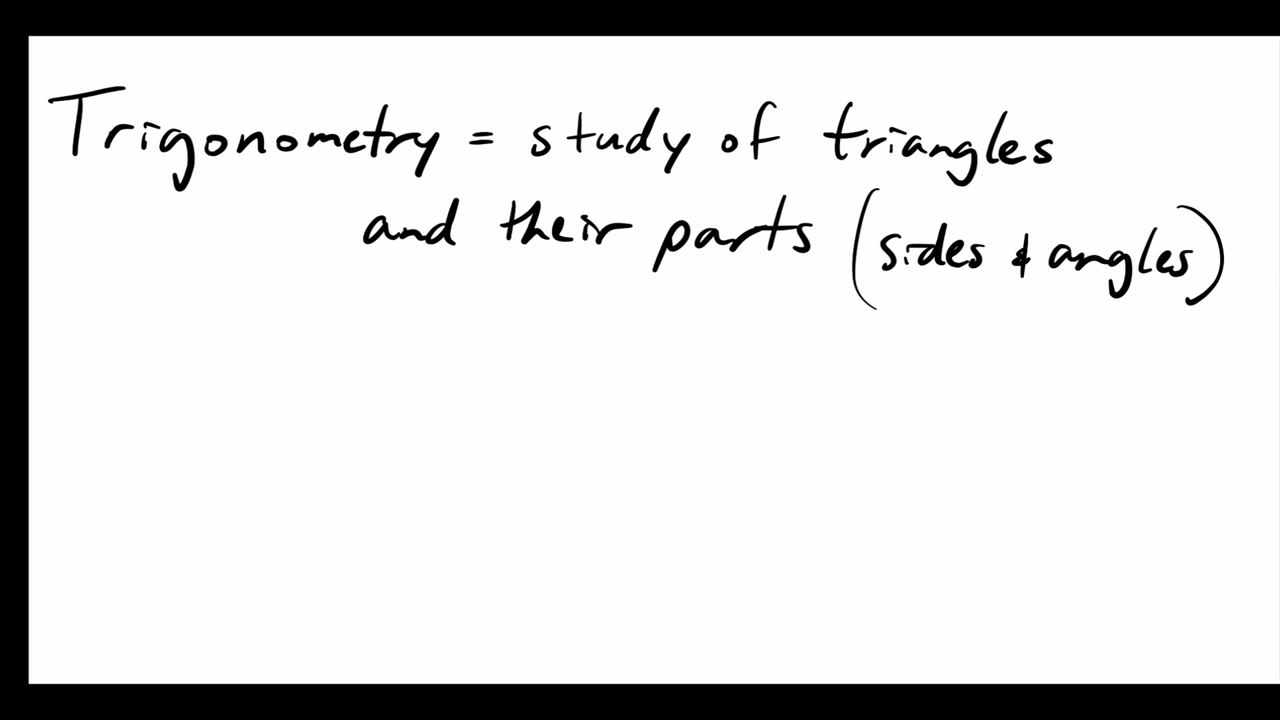 Trigonometry = study of triangles
and their parts (sides & angles)